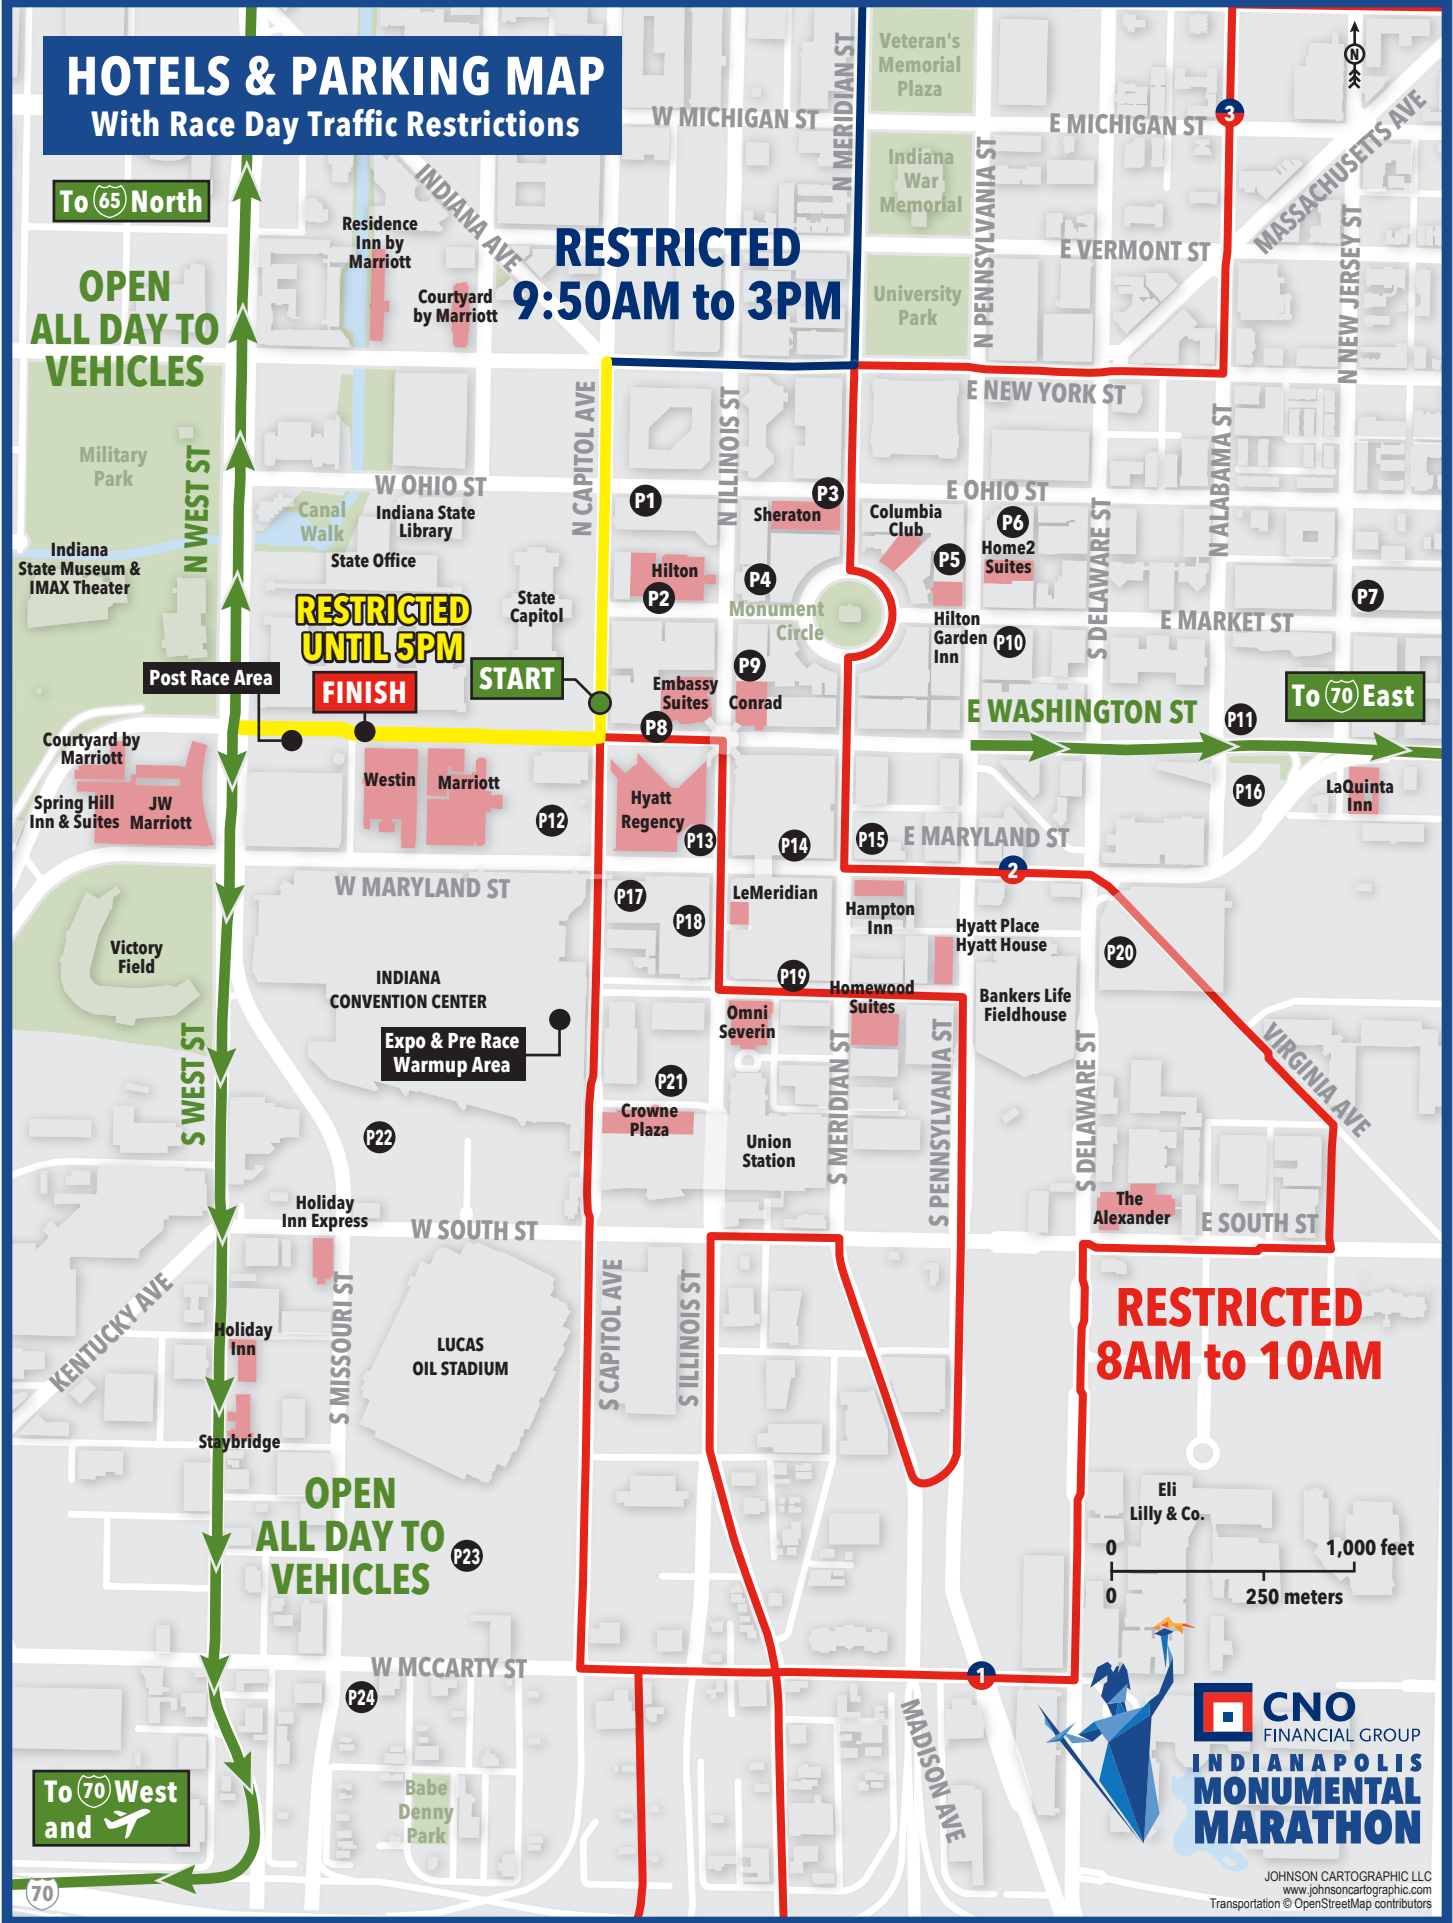 HOTELS & PARKING MAP
With Race Day Traffic Restrictions
N MERIDIAN ST
Veteran's
Memorial
Plaza
N
W MICHIGAN ST
E MICHIGAN ST
3
MASSACHUSETTS AVE
Indiana
War
Memorial
N PENNSYLVANIA ST
To 65 North
INDIANA AVE
Residence
Inn by
Marriott
RESTRICTED
9:50AM to 3PM
E VERMONT ST
N NEW JERSEY ST
OPEN
ALL DAY TO
VEHICLES
Courtyard
by Marriott
University
Park
N CAPITOL AVE
N ILLINOIS ST
E NEW YORK ST
N ALABAMA ST
Military
Park
N WEST ST
W OHIO ST
Canal
Walk
Indiana State
Library
P1
P3
Sheraton
Columbia
Club
E OHIO ST
P6
Home2
Suites
S DELAWARE ST
Indiana
State Museum &
IMAX Theater
State Office
Hilton
P2
P4
P5
P7
RESTRICTED
UNTIL 5PM
State
Capitol
Monument
Circle
Hilton
Garden
Inn
P10
E MARKET ST
Post Race Area
FINISH
START
P9
Embassy
Suites
Conrad
P8
E WASHINGTON ST
P11
To 70 East
Courtyard by
Marriott
Spring Hill
Inn & Suites
JW
Marriott
Westin
Marriott
P12
Hyatt
Regency
P13
P14
P15
E MARYLAND ST
P16
LaQuinta
Inn
2
W MARYLAND ST
P17
P18
LeMeridian
Hampton
Inn
Hyatt Place
Hyatt House
P20
Victory
Field
INDIANA
CONVENTION CENTER
P19
Homewood
Suites
Bankers Life
Fieldhouse
Omni
Severin
Expo & Pre Race
Warmup Area
S WEST ST
S MERIDIAN ST
S PENNSYLVANIA ST
S DELAWARE ST
VIRGINIA AVE
P21
Crowne
Plaza
P22
Union
Station
Holiday
Inn Express
W SOUTH ST
The
Alexander
E SOUTH ST
KENTUCKY AVE
S MISSOURI ST
S CAPITOL AVE
S ILLINOIS ST
RESTRICTED
8AM to 10AM
Holiday
Inn
LUCAS
OIL STADIUM
Staybridge
OPEN
ALL DAY TO
VEHICLES
P23
Eli
Lilly & Co.
0
1,000 feet
0
250 meters
W MCCARTY ST
1
P24
MADISON AVE
Babe
Denny
Park
To 70 West
and
70
CNO
FINANCIAL GROUP
INDIANAPOLIS
MONUMENTAL
MARATHON
JOHNSON CARTOGRAPHIC LLC
www.johnsoncartographic.com
Transportation © OpenStreetMap contributors